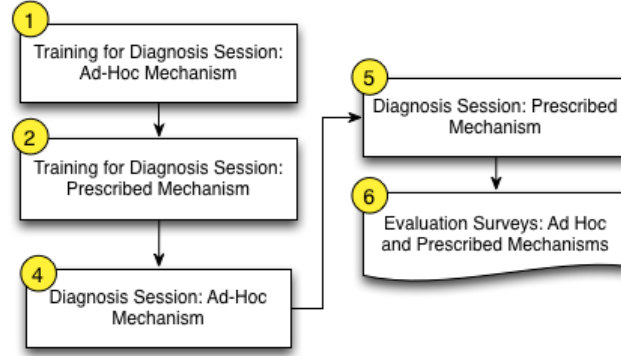 1
Training for Diagnosis Session:
Ad-Hoc Mechanism
2
Training for Diagnosis Session:
Prescribed Mechanism
4
Diagnosis Session: Ad-Hoc
Mechanism
5
Diagnosis Session: Prescribed
Mechanism
6
Evaluation Surveys: Ad Hoc
and Prescribed Mechanisms